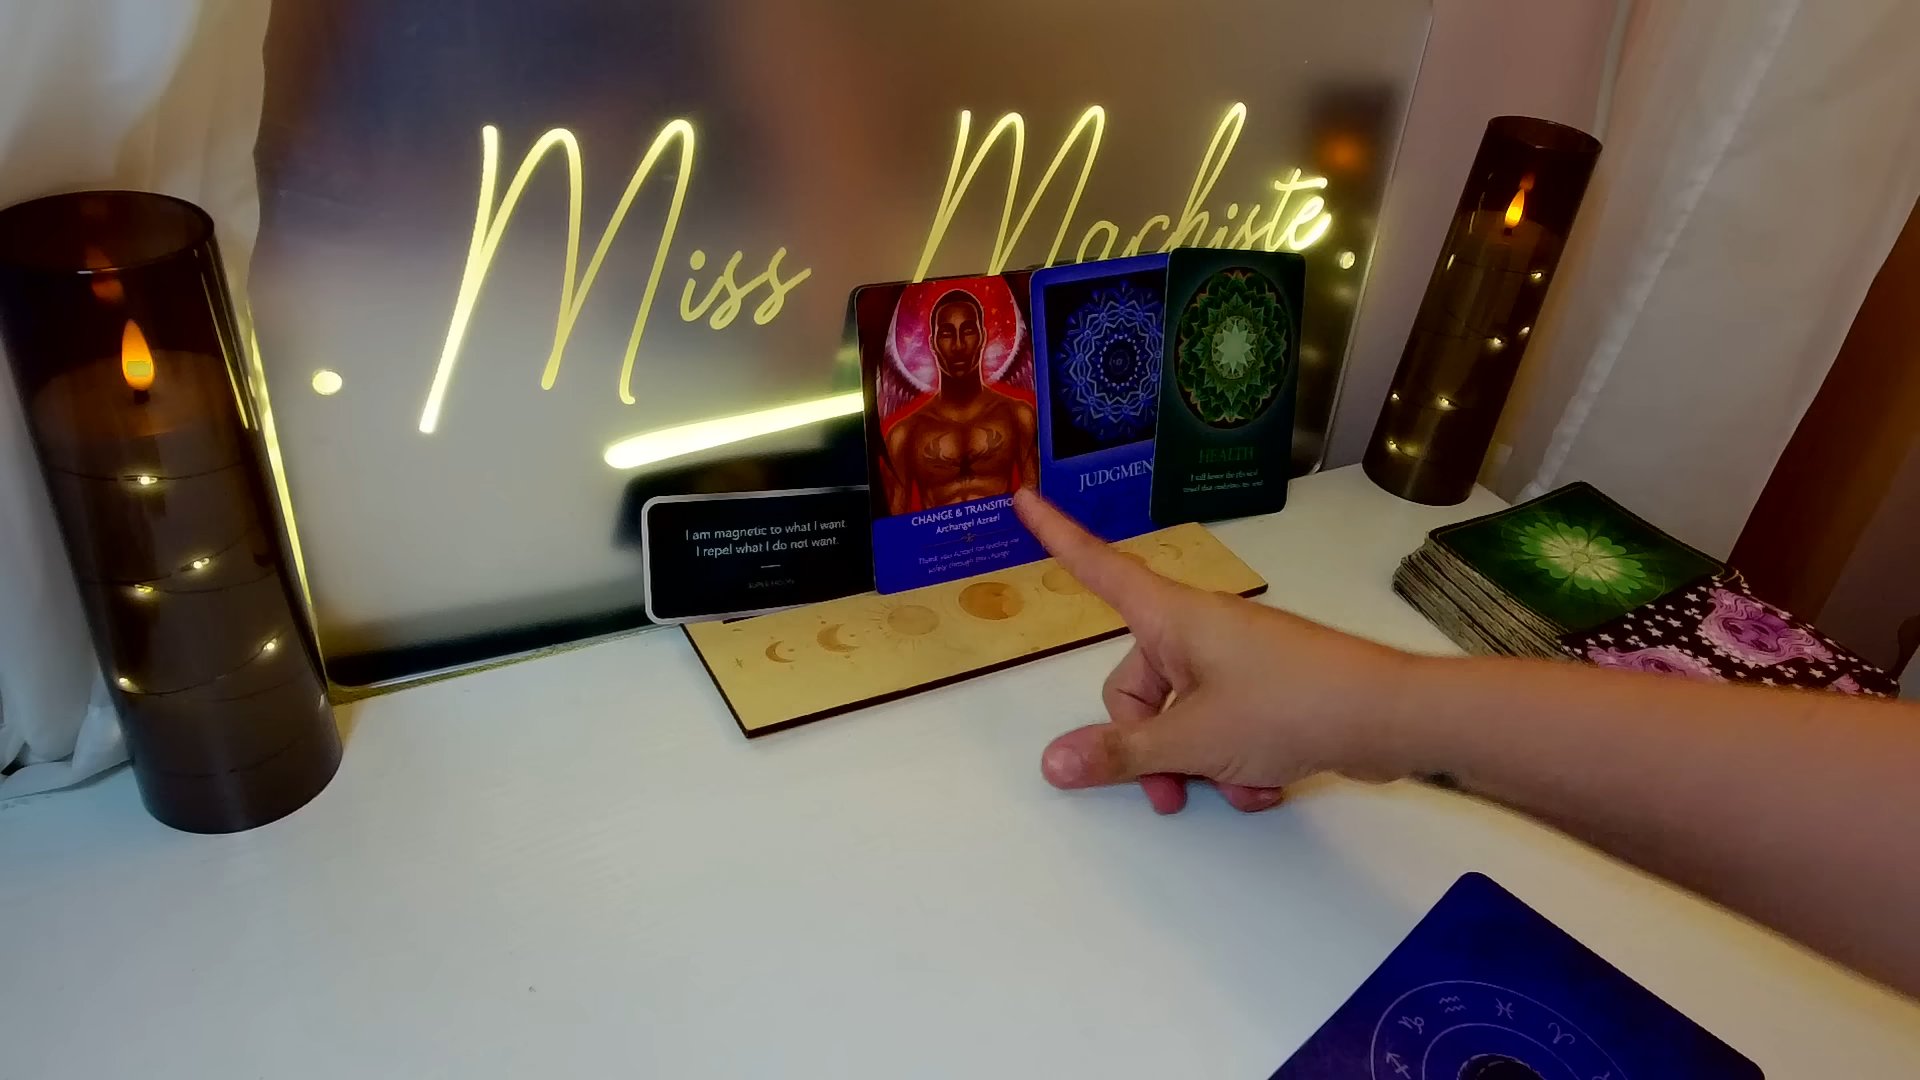 Miss Machiste
I am magnetic to what I want.
I repel what I do not want.
CHANGE & TRANSITIO
Archangel Azrael
JUDGMEN
HEALTH